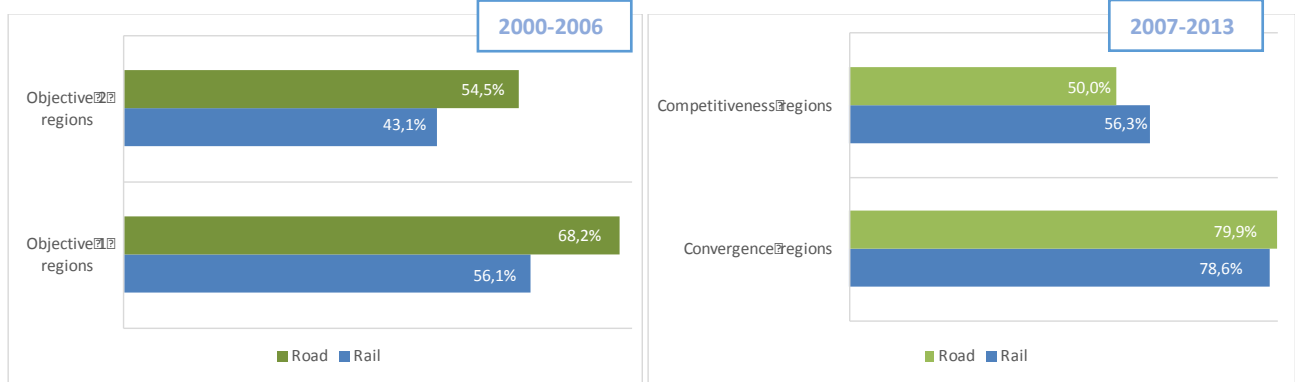 2000-2006
Objective 2
regions
54,5%
43,1%
Objective 1
regions
68,2%
56,1%
Road Rail
2007-2013
Competitiveness regions
50,0%
56,3%
Convergence regions
79,9%
78,6%
Road Rail